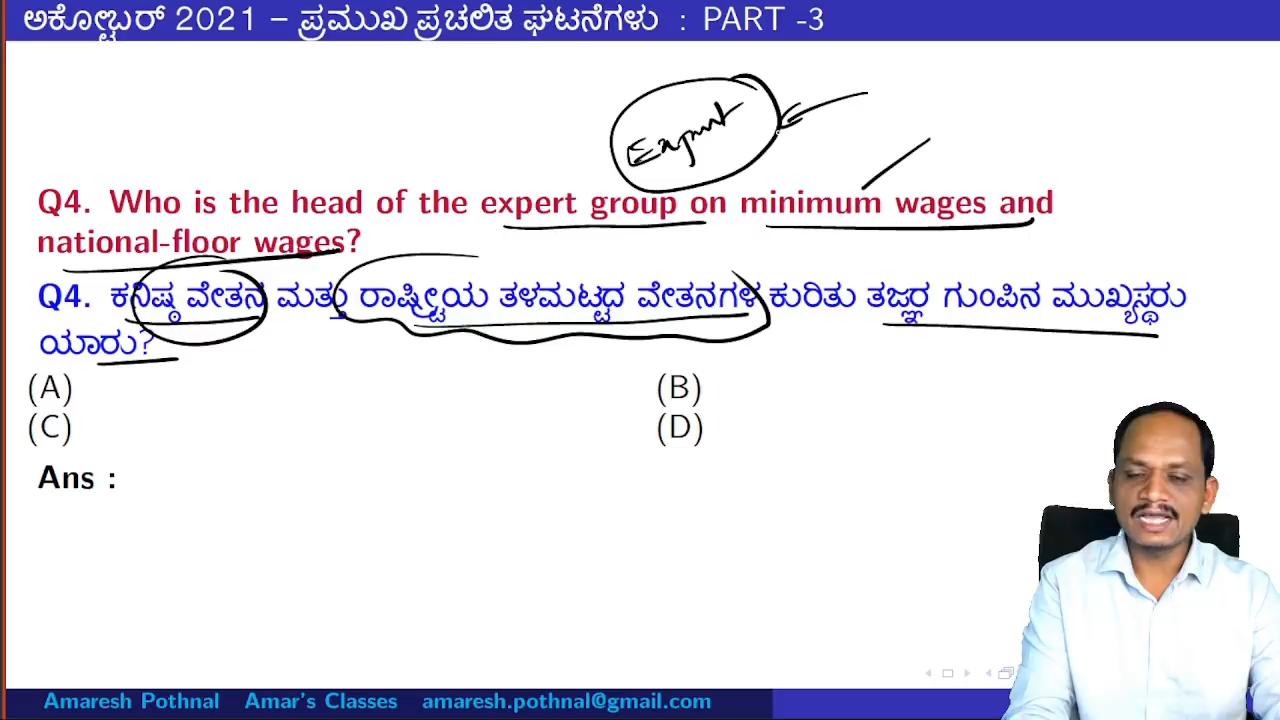 ಅಕ್ಟೋಬರ್ 2021 – ಪ್ರಮುಖ ಪ್ರಚಲಿತ ಘಟನೆಗಳು : PART -3
Expert
Q4. Who is the head of the expert group on minimum wages and
national-floor wages?
Q4. ಕನಿಷ್ಠ ವೇತನ ಮತ್ತು ರಾಷ್ಟ್ರೀಯ ತಳಮಟ್ಟದ ವೇತನಗಳ ಕುರಿತು ತಜ್ಞರ ಗುಂಪಿನ ಮುಖ್ಯಸ್ಥರು
ಯಾರು?
(A) (B)
(C) (D)
Ans :
Amaresh Pothnal Amar's Classes amaresh.pothnal@gmail.com